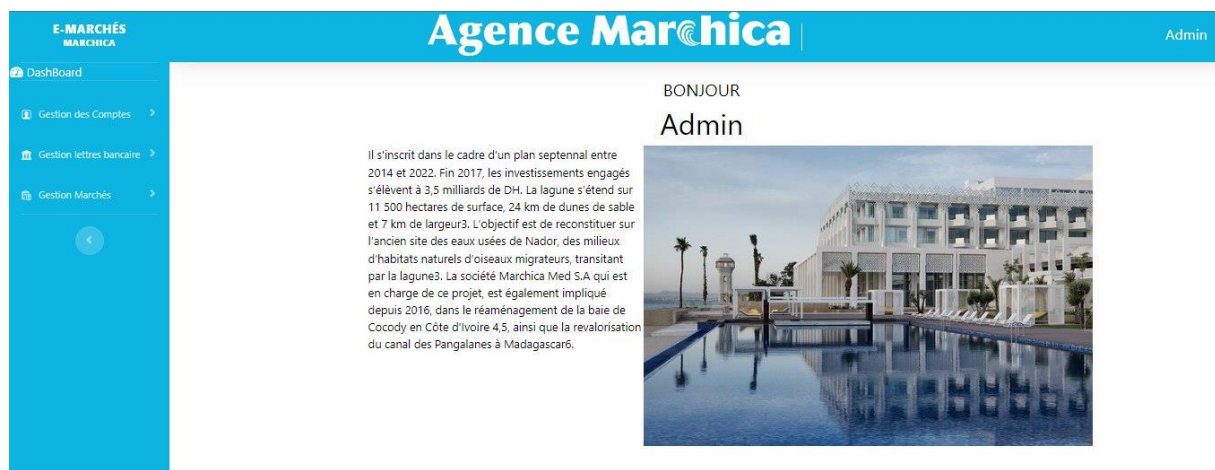 E-MARCHÉS
MARCHICA
Agence Marchica
Admin
DashBoard
Gestion des Comptes
Gestion lettres bancaire
Gestion Marchés
BONJOUR
Admin
Il s'inscrit dans le cadre d'un plan septennal entre
2014 et 2022. Fin 2017, les investissements engagés
s'élèvent à 3,5 milliards de DH. La lagune s'étend sur
11 500 hectares de surface, 24 km de dunes de sable
et 7 km de largeur3. L'objectif est de reconstituer sur
l'ancien site des eaux usées de Nador, des milieux
d'habitats naturels d'oiseaux migrateurs, transitant
par la lagune3. La société Marchica Med S.A qui est
en charge de ce projet, est également impliqué
depuis 2016, dans le réaménagement de la baie de
Cocody en Côte d'Ivoire 4,5, ainsi que la revalorisation
du canal des Pangalanes à Madagascar6.